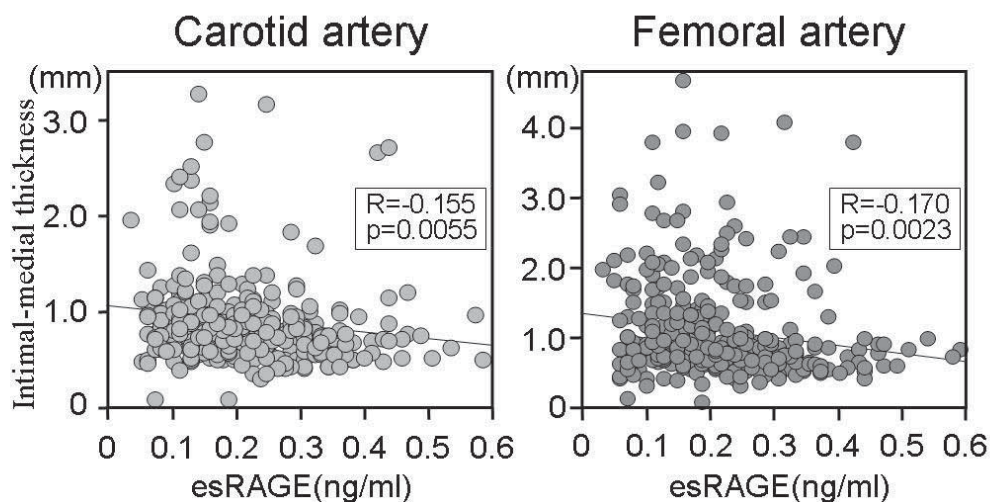 Carotid artery
(mm)
Intimal-medial thickness
3.0
2.0
1.0
0
R=-0.155
p=0.0055
0 0.1 0.2 0.3 0.4 0.5 0.6
esRAGE(ng/ml)
Femoral artery
(mm)
4.0
3.0
2.0
1.0
0
R=-0.170
p=0.0023
0 0.1 0.2 0.3 0.4 0.5 0.6
esRAGE(ng/ml)